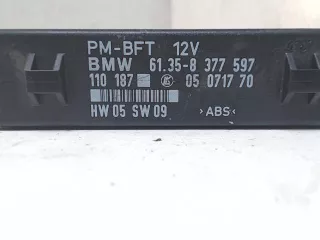 PM-BFT 12V
BMW 61.35-8 377 597
110 187 05 0717 70
HW 05 SW 09 >ABS<